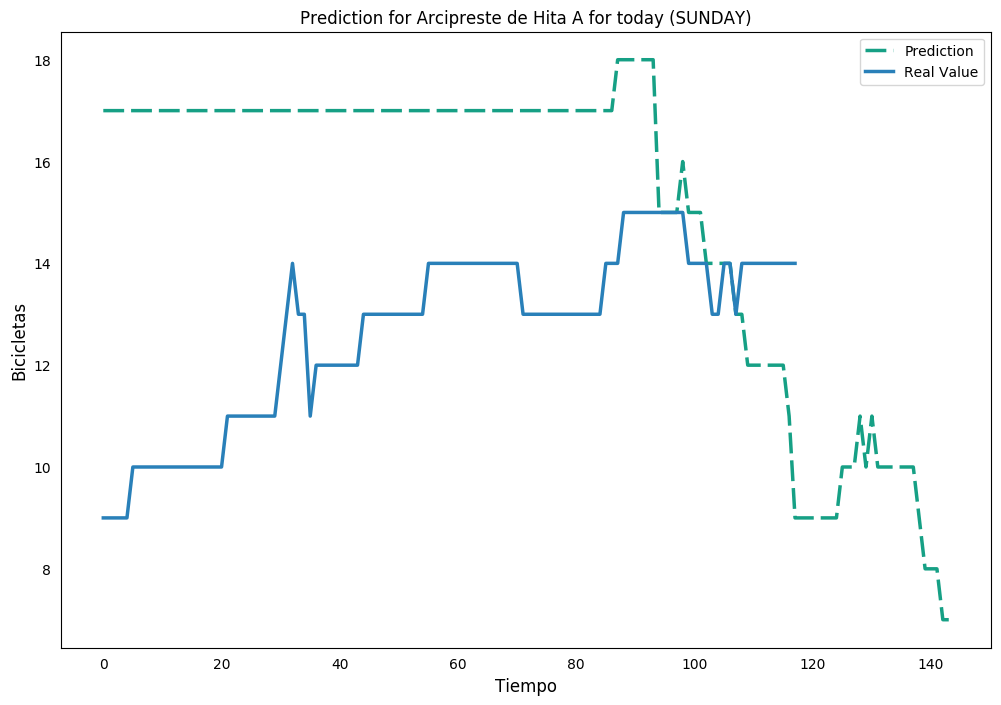 Prediction for Arcipreste de Hita A for today (SUNDAY)
Prediction
Real Value
Bicicletas
18
16
14
12
10
8
0 20 40 60 80 100 120 140
Tiempo